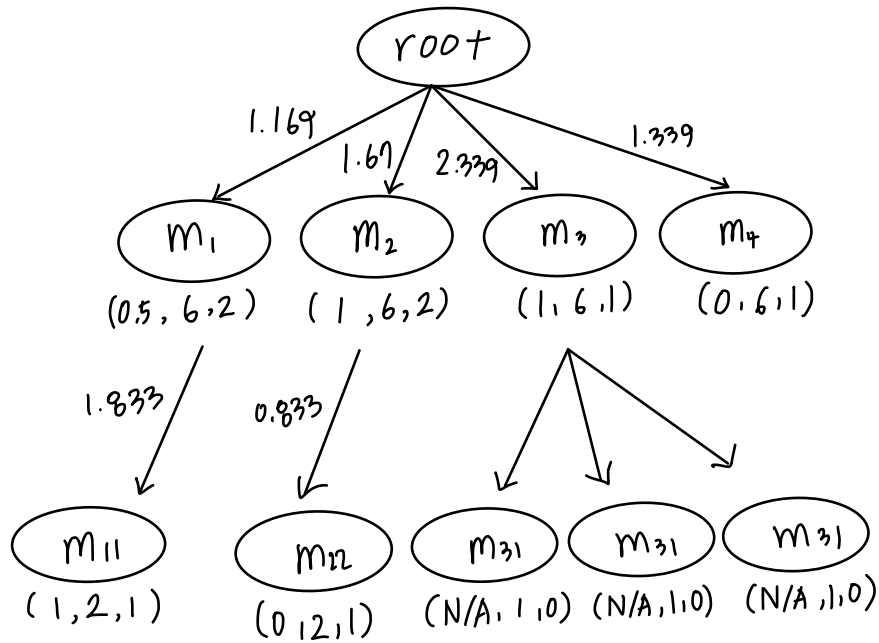 root
1.169
1.67
2.339
1.339
m1
m2
m3
m4
(0.5, 6, 2)
(1, 6, 2)
(1, 6, 1)
(0, 6, 1)
1.833
0.833
m11
m22
m31
m31
m31
(1, 2, 1)
(0, 2, 1)
(N/A, 1, 0)
(N/A, 1, 0)
(N/A, 1, 0)